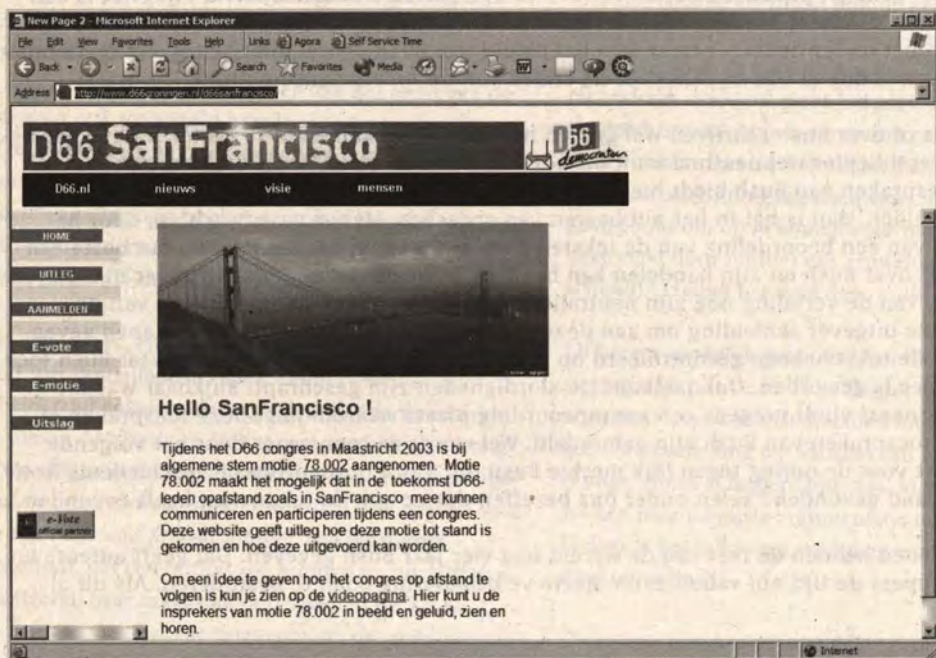 New Page 2 - Microsoft Internet Explorer
File Edit View Favorites Tools Help Links Agora Self Service Time
Back Search Favorites Media
Address http://www.d66groningen.nl/d66sanfrancisco/
D66 SanFrancisco
D66 democraten
D66.nl nieuws visie mensen
HOME
UITLEG
AANMELDEN
E-vote
E-motie
Uitslag
e-Vote
official partner
Hello SanFrancisco !
Tijdens het D66 congres in Maastricht 2003 is bij
algemene stem motie 78.002 aangenomen. Motie
78.002 maakt het mogelijk dat in de toekomst D66-
leden opafstand zoals in SanFrancisco mee kunnen
communiceren en participeren tijdens een congres.
Deze website geeft uitleg hoe deze motie tot stand is
gekomen en hoe deze uitgevoerd kan worden.
Om een idee te geven hoe het congres op afstand te
volgen is kun je zien op de videopagina. Hier kunt u de
insprekers van motie 78.002 in beeld en geluid, zien en
horen.
Internet